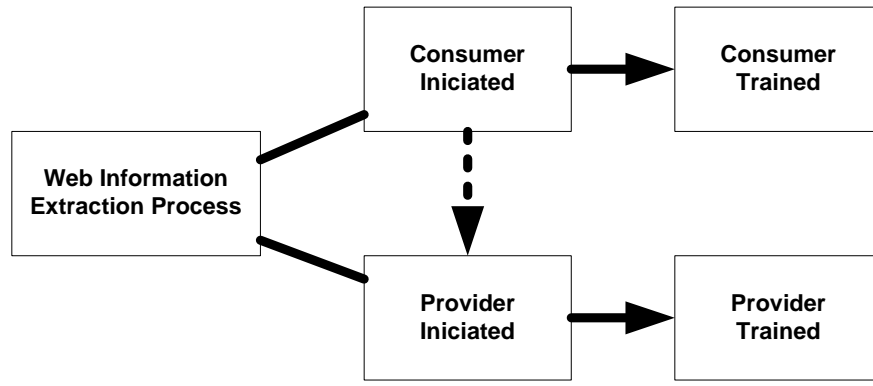 Consumer
Iniciated
Consumer
Trained
Web Information
Extraction Process
Provider
Iniciated
Provider
Trained